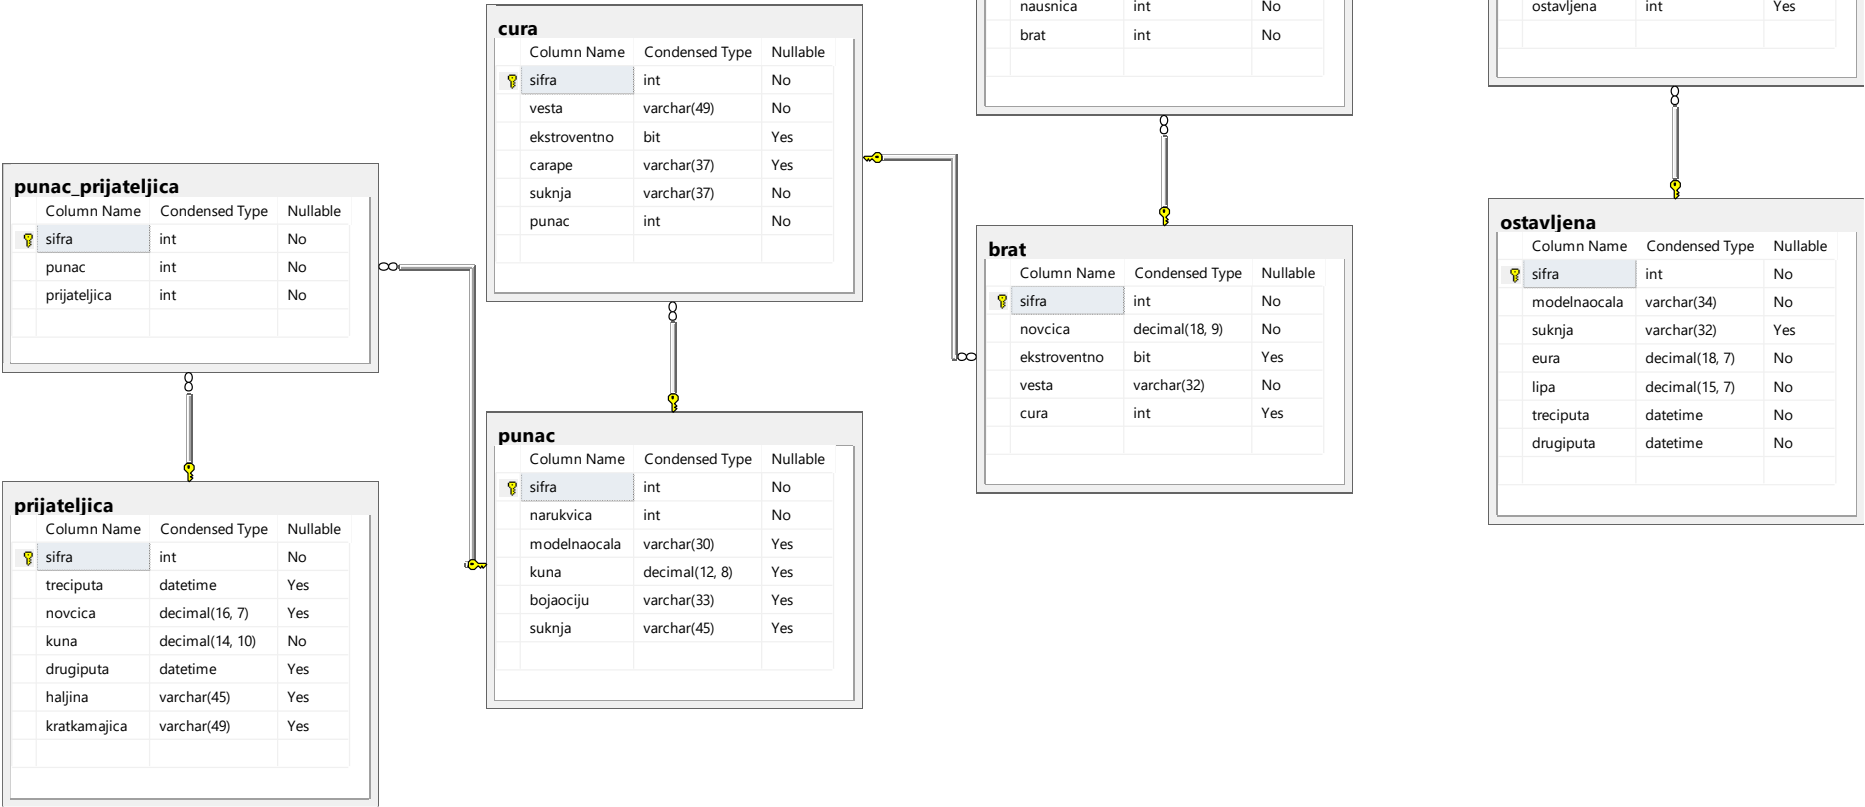 nausnica int No
brat int No
ostavljena int Yes
cura
Column Name Condensed Type Nullable
sifra int No
vesta varchar(49) No
ekstroventno bit Yes
carape varchar(37) Yes
suknja varchar(37) No
punac int No
punac_prijateljica
Column Name Condensed Type Nullable
sifra int No
punac int No
prijateljica int No
prijateljica
Column Name Condensed Type Nullable
sifra int No
treciputa datetime Yes
novcica decimal(16, 7) Yes
kuna decimal(14, 10) No
drugiputa datetime Yes
haljina varchar(45) Yes
kratkamajica varchar(49) Yes
punac
Column Name Condensed Type Nullable
sifra int No
narukvica int No
modelnaocala varchar(30) Yes
kuna decimal(12, 8) Yes
bojaociju varchar(33) Yes
suknja varchar(45) Yes
brat
Column Name Condensed Type Nullable
sifra int No
novcica decimal(18, 9) No
ekstroventno bit Yes
vesta varchar(32) No
cura int Yes
ostavljena
Column Name Condensed Type Nullable
sifra int No
modelnaocala varchar(34) No
suknja varchar(32) Yes
eura decimal(18, 7) No
lipa decimal(15, 7) No
treciputa datetime No
drugiputa datetime No